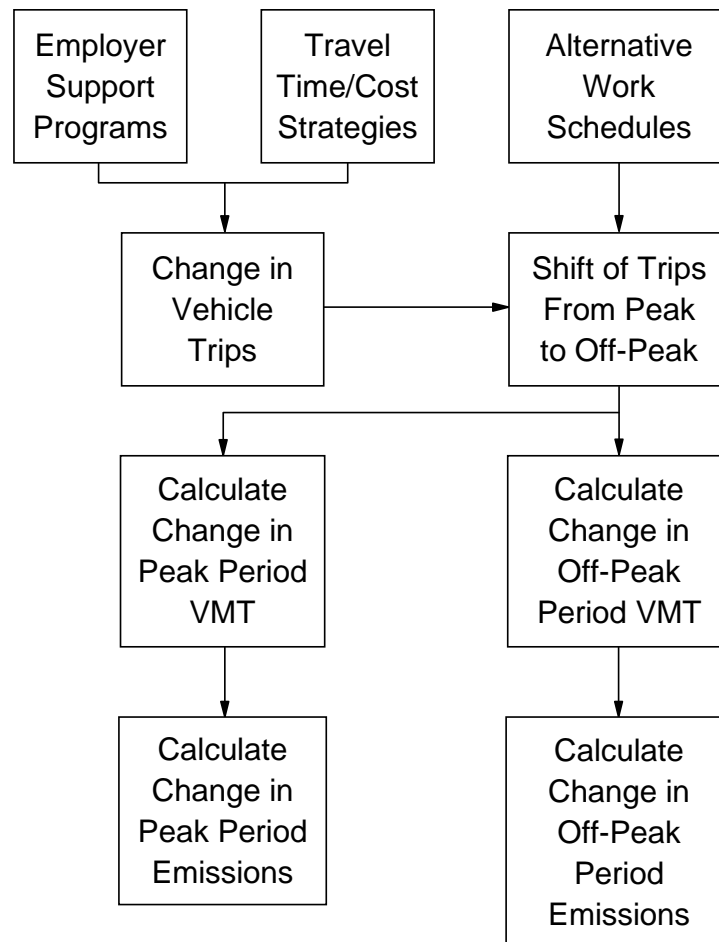 Employer
Support
Programs
Travel
Time/Cost
Strategies
Alternative
Work
Schedules
Change in
Vehicle
Trips
Shift of Trips
From Peak
to Off-Peak
Calculate
Change in
Peak Period
VMT
Calculate
Change in
Off-Peak
Period VMT
Calculate
Change in
Peak Period
Emissions
Calculate
Change in
Off-Peak
Period
Emissions